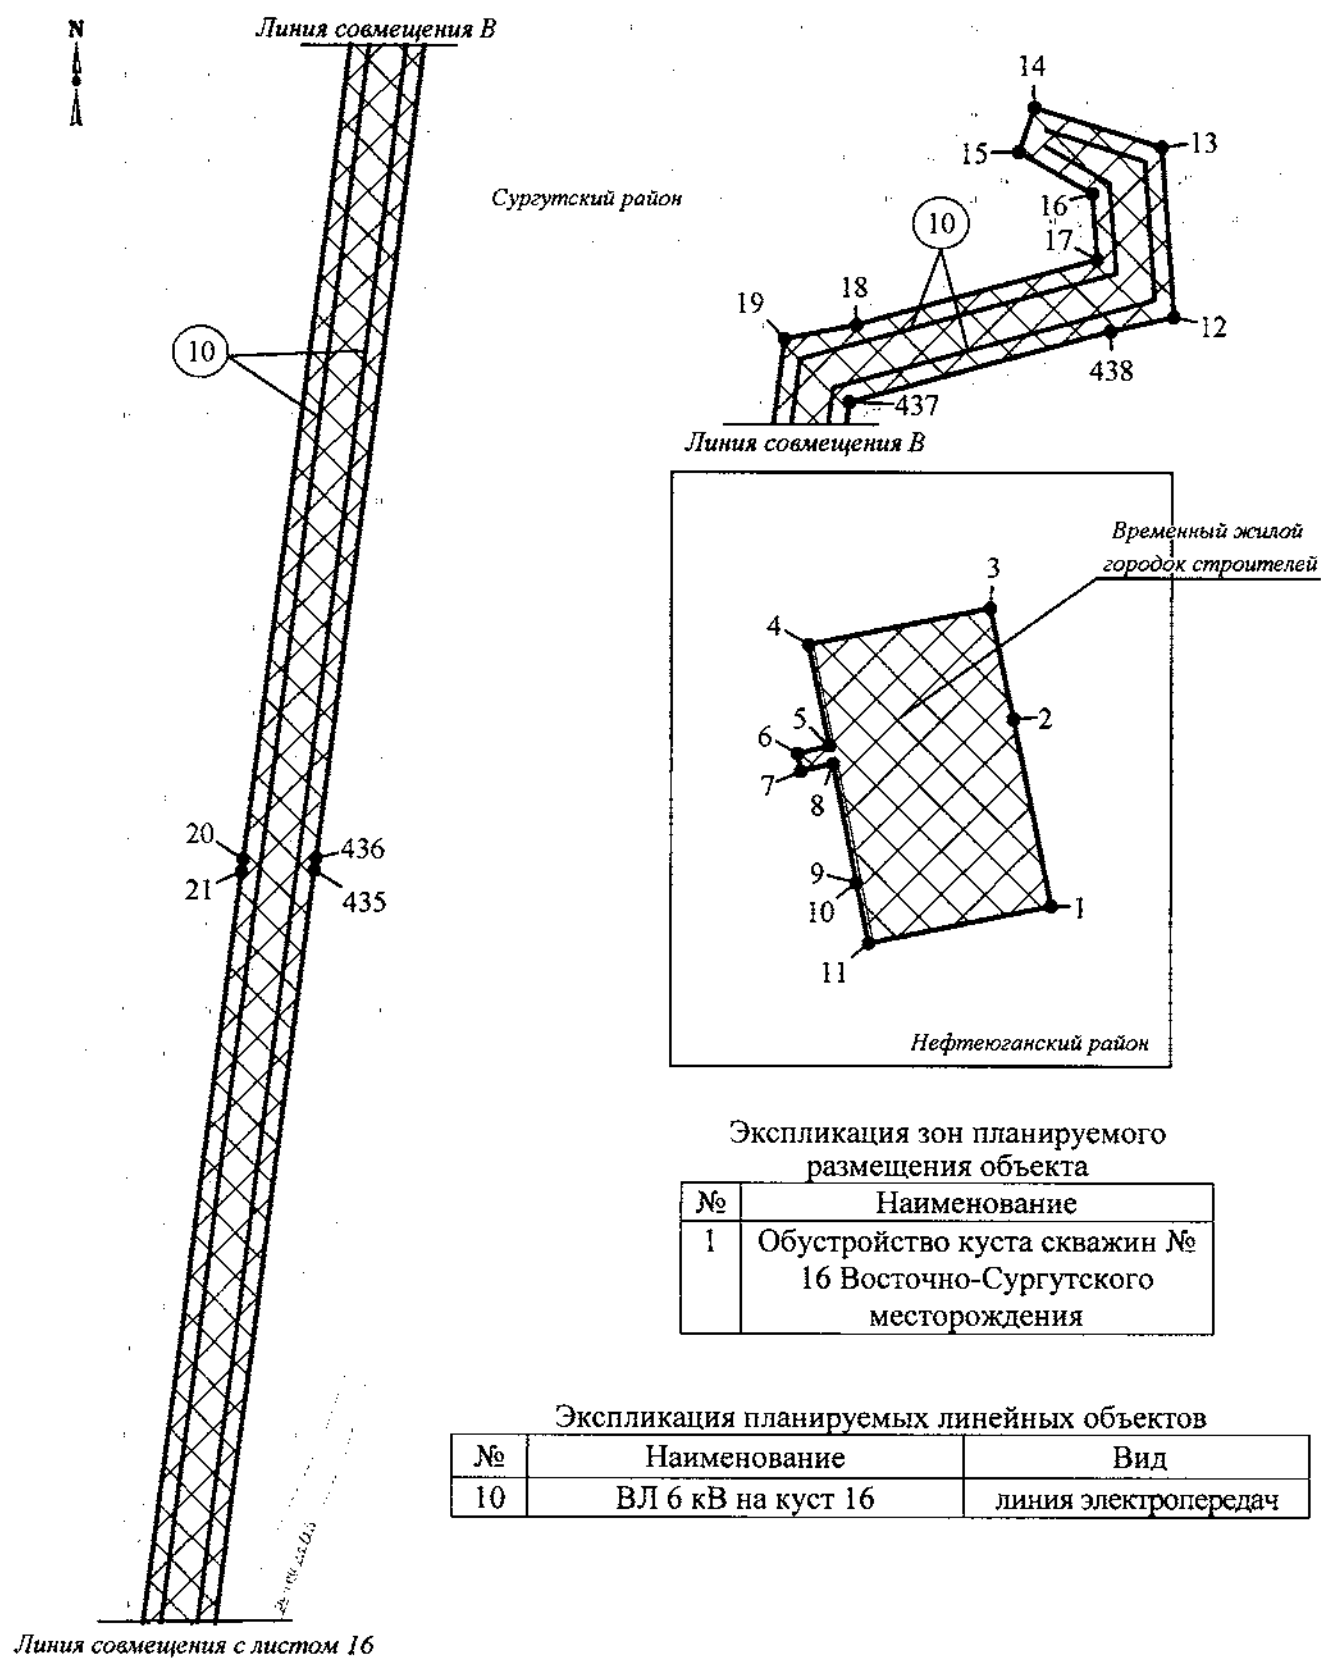 N
Линия совмещения В
14
13
15
Сургутский район
16
10
17
18
19
12
438
437
Линия совмещения В
10
Временный жилой
городок строителей
3
4
5
2
6
7
8
20
436
21
435
9
10
1
11
Нефтеюганский район
Экспликация зон планируемого
размещения объекта
№ Наименование
1 Обустройство куста скважин №
16 Восточно-Сургутского
месторождения
Экспликация планируемых линейных объектов
№ Наименование Вид
10 ВЛ 6 кВ на куст 16 линия электропередач
Линия совмещения с листом 16